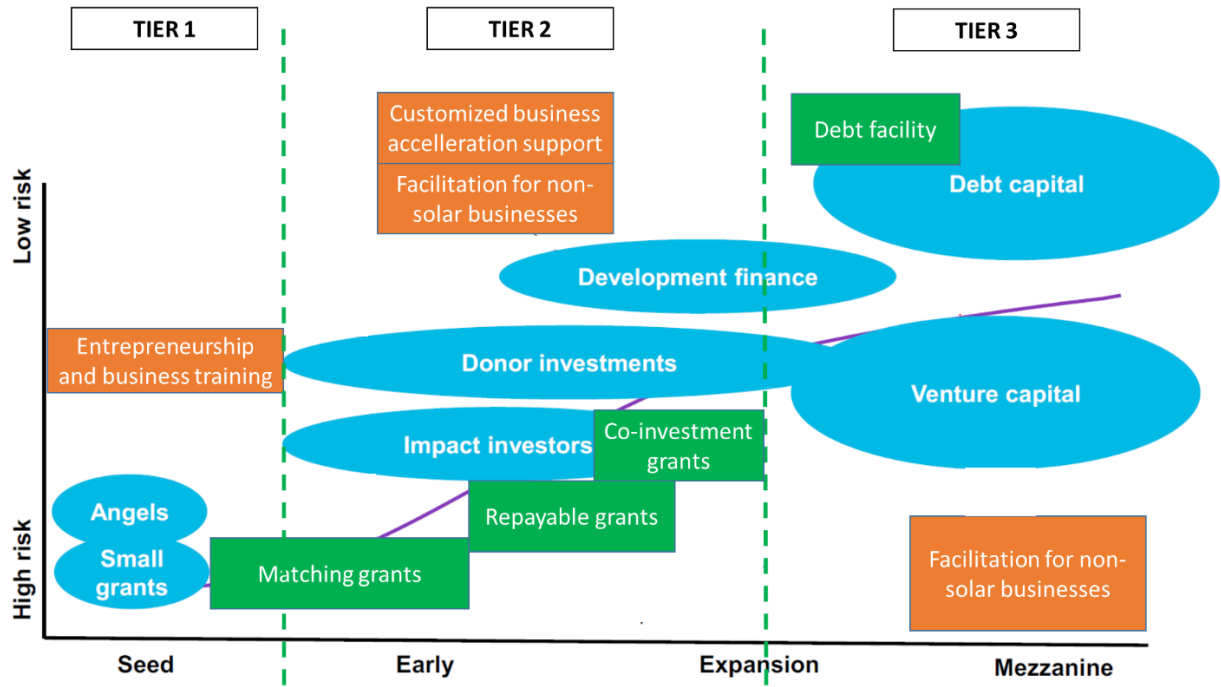 TIER 1
TIER 2
TIER 3
Customized business
accelleration support
Facilitation for non-
solar businesses
Debt facility
Debt capital
Low risk
Development finance
Entrepreneurship
and business training
Donor investments
Venture capital
Impact investors
Co-investment
grants
Angels
Repayable grants
Small
grants
Matching grants
Facilitation for non-
solar businesses
High risk
Seed
Early
Expansion
Mezzanine